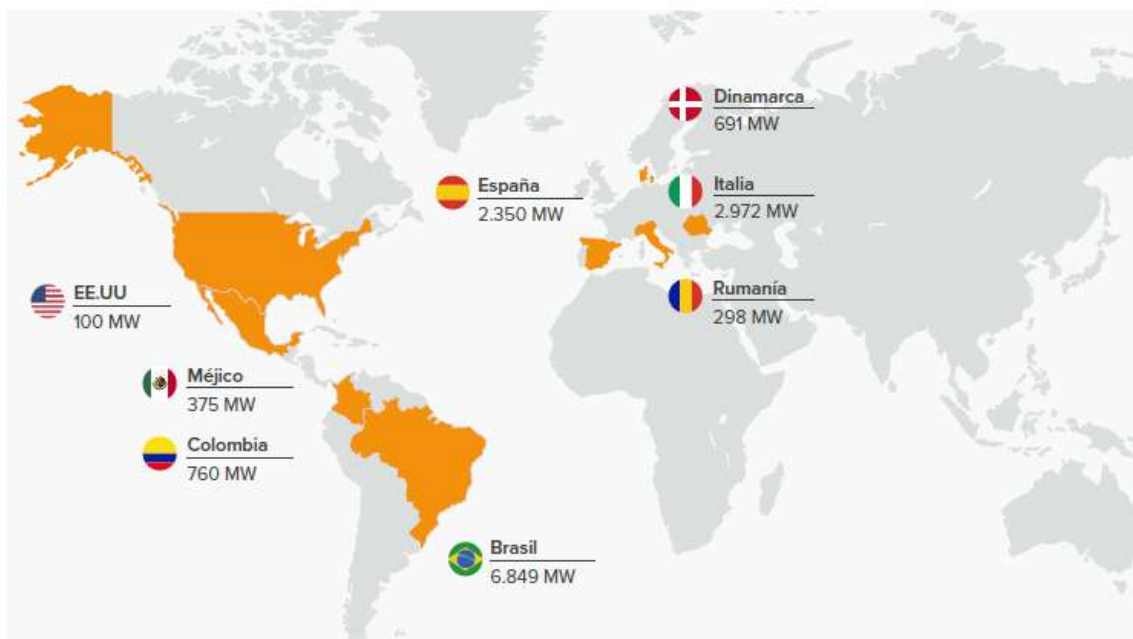 Dinamarca
691 MW
España
2.350 MW
Italia
2.972 MW
EE.UU
100 MW
Rumanía
298 MW
Méjico
375 MW
Colombia
760 MW
Brasil
6.849 MW